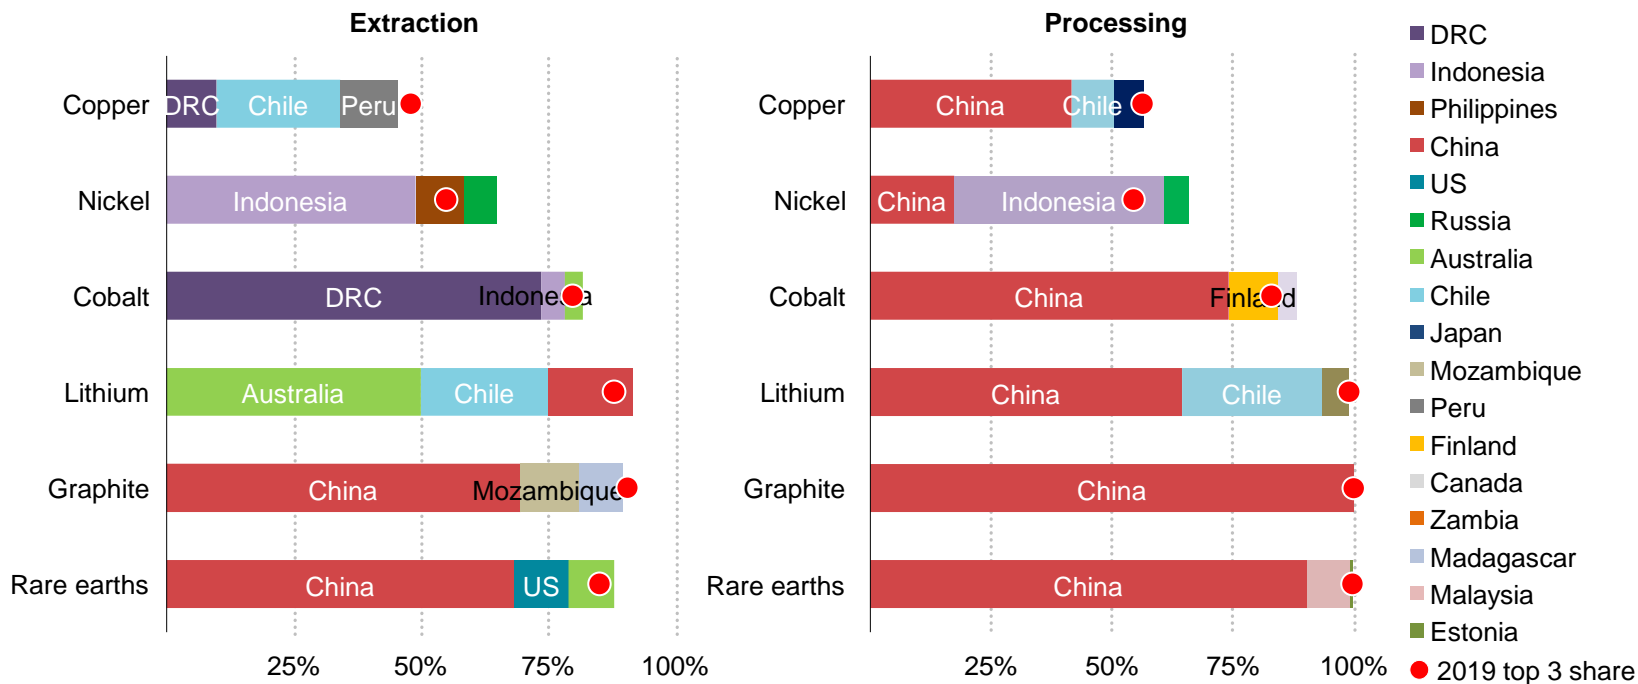 Extraction
Processing
Copper
DRC
Chile
Peru
Nickel
Indonesia
Cobalt
DRC
Indonesia
Lithium
Australia
Chile
Graphite
China
Mozambique
Rare earths
China
US
25%
50%
75%
100%
Copper
China
Chile
Nickel
China
Indonesia
Cobalt
China
Finland
Lithium
China
Chile
Graphite
China
Rare earths
China
25%
50%
75%
100%
DRC
Indonesia
Philippines
China
US
Russia
Australia
Chile
Japan
Mozambique
Peru
Finland
Canada
Zambia
Madagascar
Malaysia
Estonia
2019 top 3 share